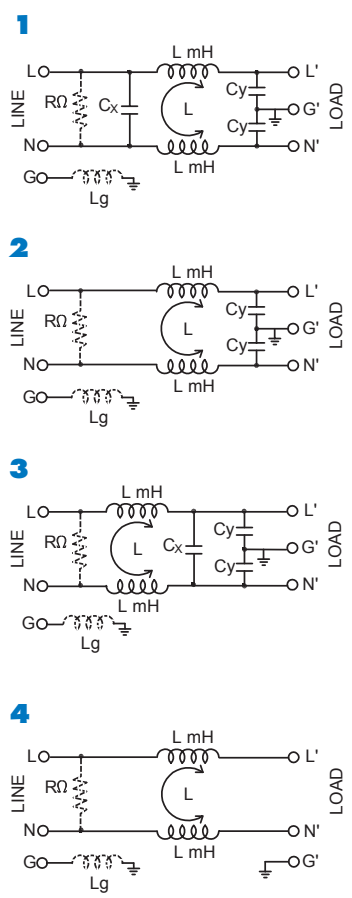 1
L mH
L L'
RΩ CX Cy
LINE L G' LOAD
Cy
N N'
L mH
G
Lg
2
L mH
L L'
RΩ Cy
LINE L G' LOAD
Cy
N N'
L mH
G
Lg
3
L mH
L L'
RΩ Cy
LINE L CX G' LOAD
Cy
N N'
L mH
G
Lg
4
L mH
L L'
RΩ
LINE L LOAD
N N'
L mH
G G'
Lg